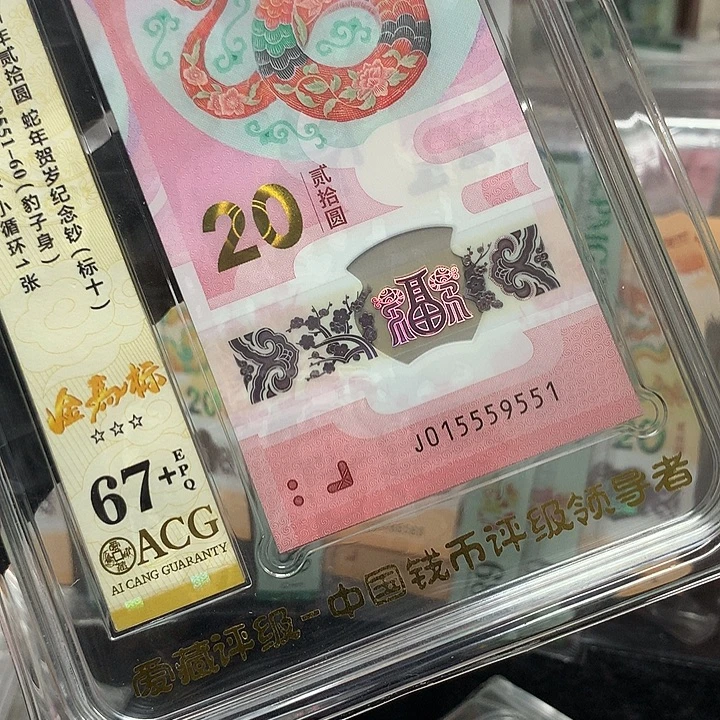 年贰拾圆 蛇年贺岁纪念钞(标十)
551-60(豹子身)
小循环1张
金标
☆☆☆
67+EPQ
ACG
AI CANG GUARANTY
20
贰拾圆
福
J015559551
爱藏评级-中国钱币评级领导者